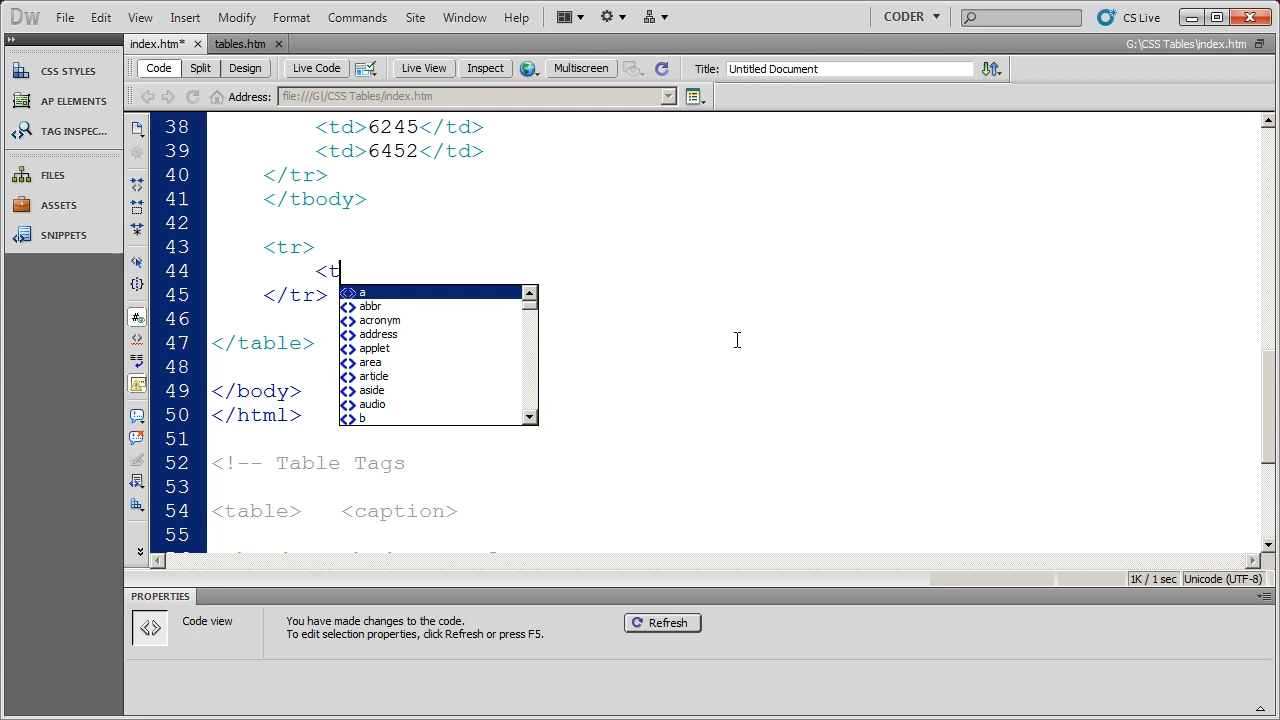 Dw File Edit View Insert Modify Format Commands Site Window Help CODER CS Live
index.htm* × tables.htm × G:\CSS Tables\index.htm
Code Split Design Live Code Live View Inspect Multiscreen Title: Untitled Document
Address: file:///G|/CSS Tables/index.htm
CSS STYLES
AP ELEMENTS
TAG INSPEC...
FILES
ASSETS
SNIPPETS
38 <td>6245</td>
39 <td>6452</td>
40 </tr>
41 </tbody>
42
43 <tr>
44 <t
45 </tr>
46
47 </table>
48
49 </body>
50 </html>
51
52 <!-- Table Tags
53
54 <table> <caption>
55
a
abbr
acronym
address
applet
area
article
aside
audio
b
1K / 1 sec Unicode (UTF-8)
PROPERTIES
Code view
You have made changes to the code.
To edit selection properties, click Refresh or press F5.
Refresh